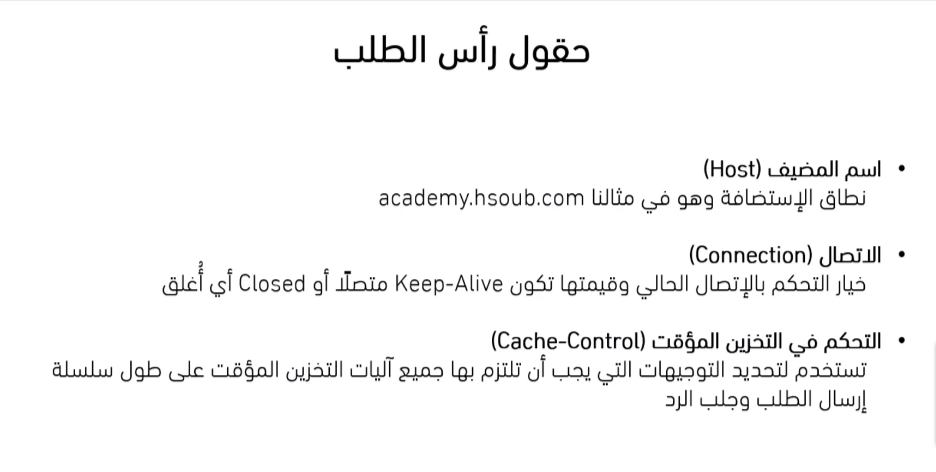 حقول رأس الطلب
• اسم المضيف (Host)
نطاق الإستضافة وهو في مثالنا academy.hsoub.com
• الاتصال (Connection)
خيار التحكم بالإتصال الحالي وقيمتها تكون Keep-Alive متصلًا أو Closed أي أُغلق
• التحكم في التخزين المؤقت (Cache-Control)
تستخدم لتحديد التوجيهات التي يجب أن تلتزم بها جميع آليات التخزين المؤقت على طول سلسلة
إرسال الطلب وجلب الرد